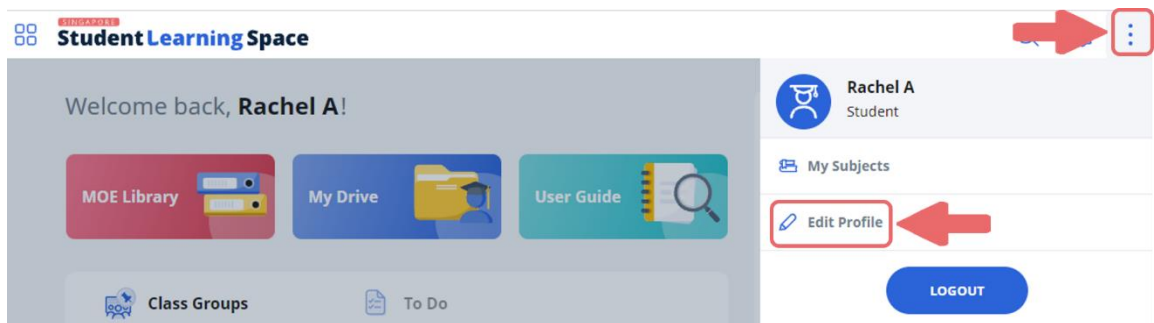 SINGAPORE
Student Learning Space
Welcome back, Rachel A!
MOE Library
My Drive
User Guide
Class Groups
To Do
Rachel A
Student
My Subjects
Edit Profile
LOGOUT